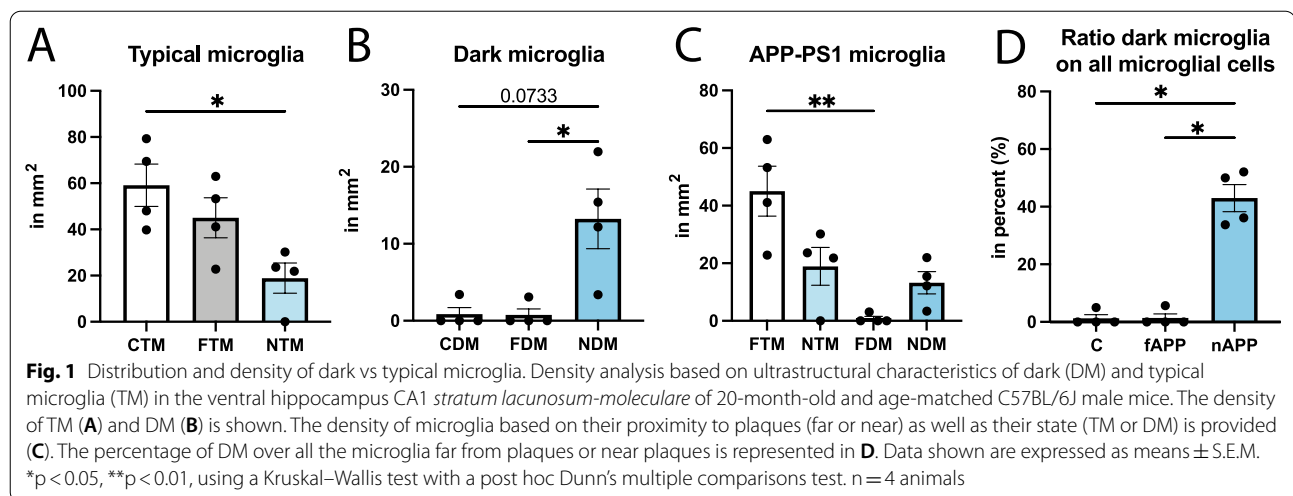 A Typical microglia
in mm²
100
80
60
40
20
0
*
CTM FTM NTM
B Dark microglia
in mm²
30
20
10
0
0.0733
*
CDM FDM NDM
C APP-PS1 microglia
in mm²
80
60
40
20
0
**
FTM NTM FDM NDM
D Ratio dark microglia
on all microglial cells
in percent (%)
80
60
40
20
0
*
*
C fAPP nAPP
Fig. 1 Distribution and density of dark vs typical microglia. Density analysis based on ultrastructural characteristics of dark (DM) and typical
microglia (TM) in the ventral hippocampus CA1 stratum lacunosum-moleculare of 20-month-old and age-matched C57BL/6J male mice. The density
of TM (A) and DM (B) is shown. The density of microglia based on their proximity to plaques (far or near) as well as their state (TM or DM) is provided
(C). The percentage of DM over all the microglia far from plaques or near plaques is represented in D. Data shown are expressed as means ± S.E.M.
*p < 0.05, **p < 0.01, using a Kruskal–Wallis test with a post hoc Dunn's multiple comparisons test. n = 4 animals